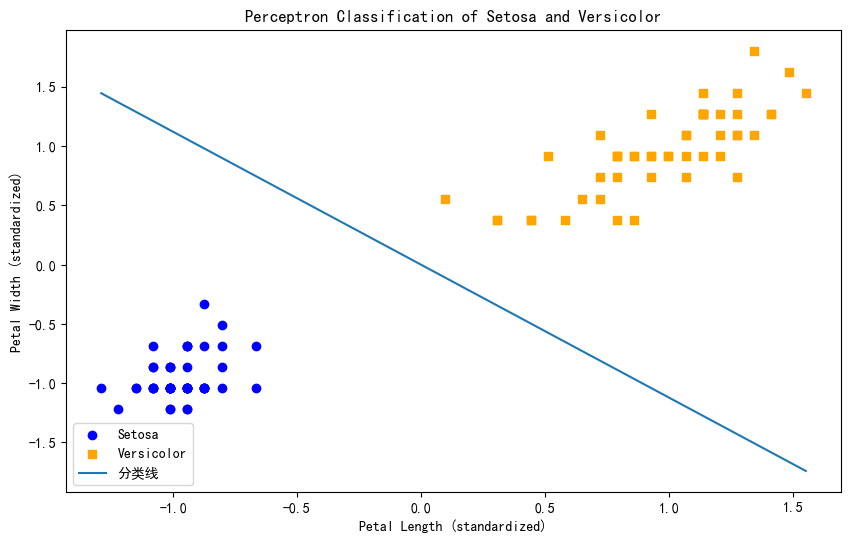 Perceptron Classification of Setosa and Versicolor
Petal Width (standardized)
1.5
1.0
0.5
0.0
−0.5
−1.0
−1.5
Setosa
Versicolor
分类线
−1.0
−0.5
0.0
0.5
1.0
1.5
Petal Length (standardized)